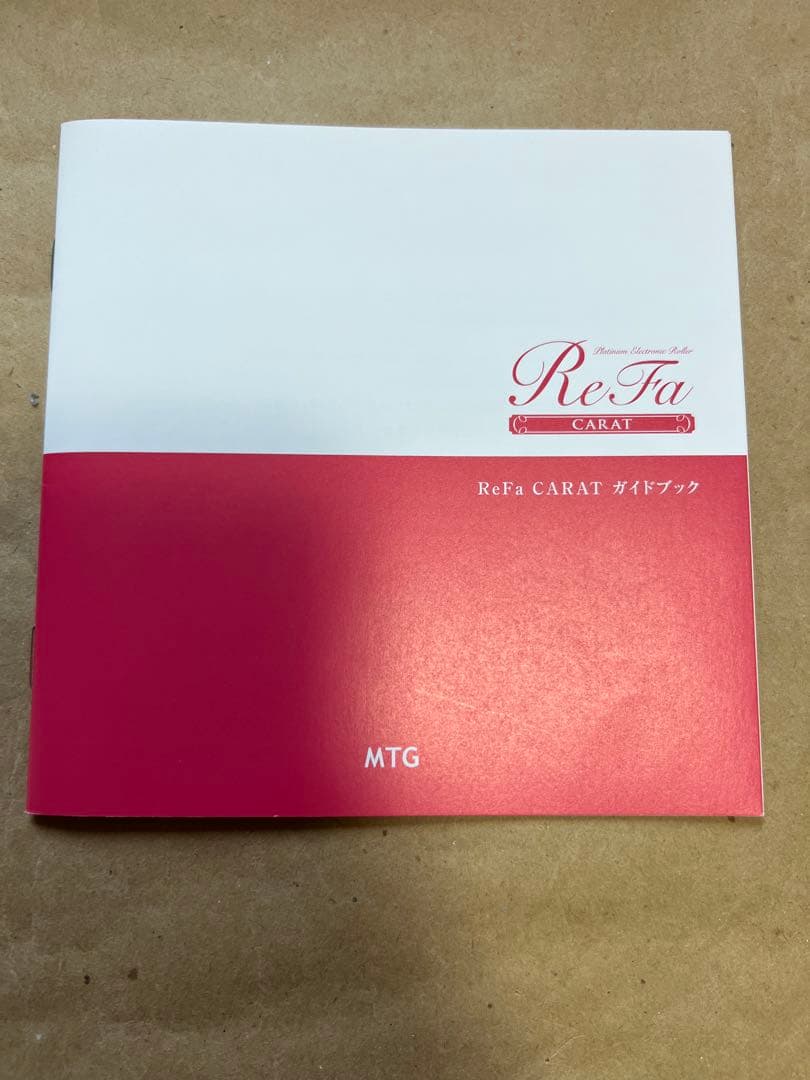 Platinum Electronic Roller
ReFa
CARAT
ReFa CARAT ガイドブック
MTG